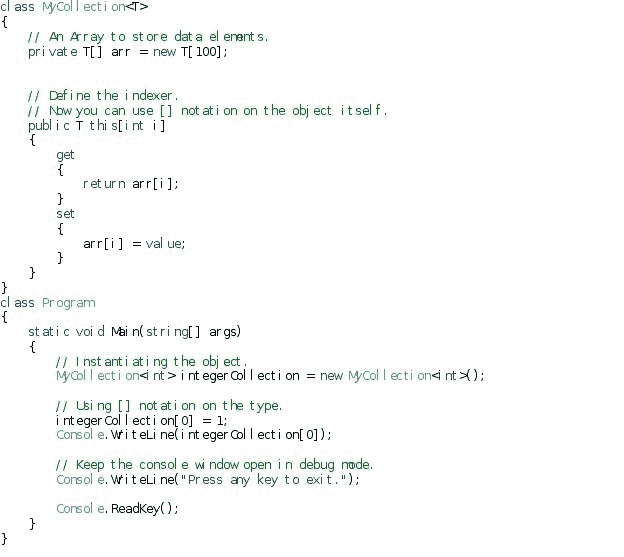 class MyCollection<T>
{
    // An Array to store data elements.
    private T[] arr = new T[100];


    // Define the indexer.
    // Now you can use [] notation on the object itself.
    public T this[int i]
    {
        get
        {
            return arr[i];
        }
        set
        {
            arr[i] = value;
        }
    }
}
class Program
{
    static void Main(string[] args)
    {
        // Instantiating the object.
        MyCollection<int> integerCollection = new MyCollection<int>();

        // Using [] notation on the type.
        integerCollection[0] = 1;
        Console.WriteLine(integerCollection[0]);

        // Keep the console window open in debug mode.
        Console.WriteLine("Press any key to exit.");

        Console.ReadKey();
    }
}